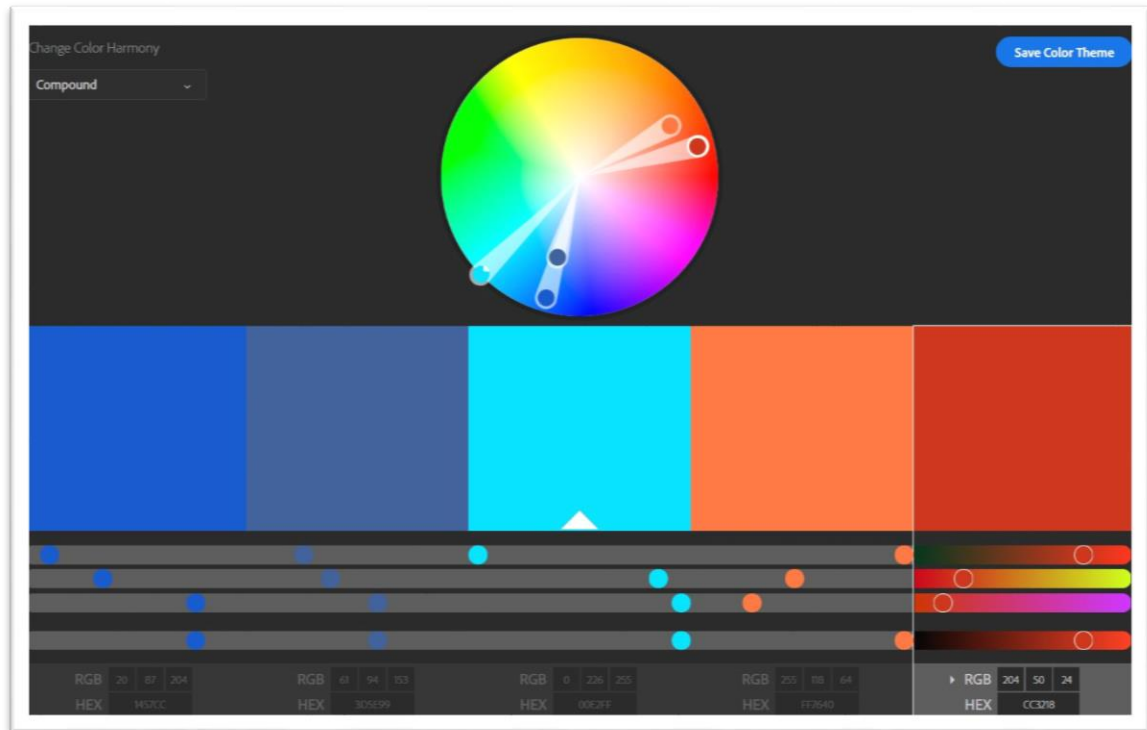 Change Color Harmony
Save Color Theme
Compound
RGB 20 87 204
HEX 1457CC
RGB 61 94 153
HEX 3D5E99
RGB 0 226 255
HEX 00E2FF
RGB 255 118 64
HEX FF7640
RGB 204 50 24
HEX CC3218